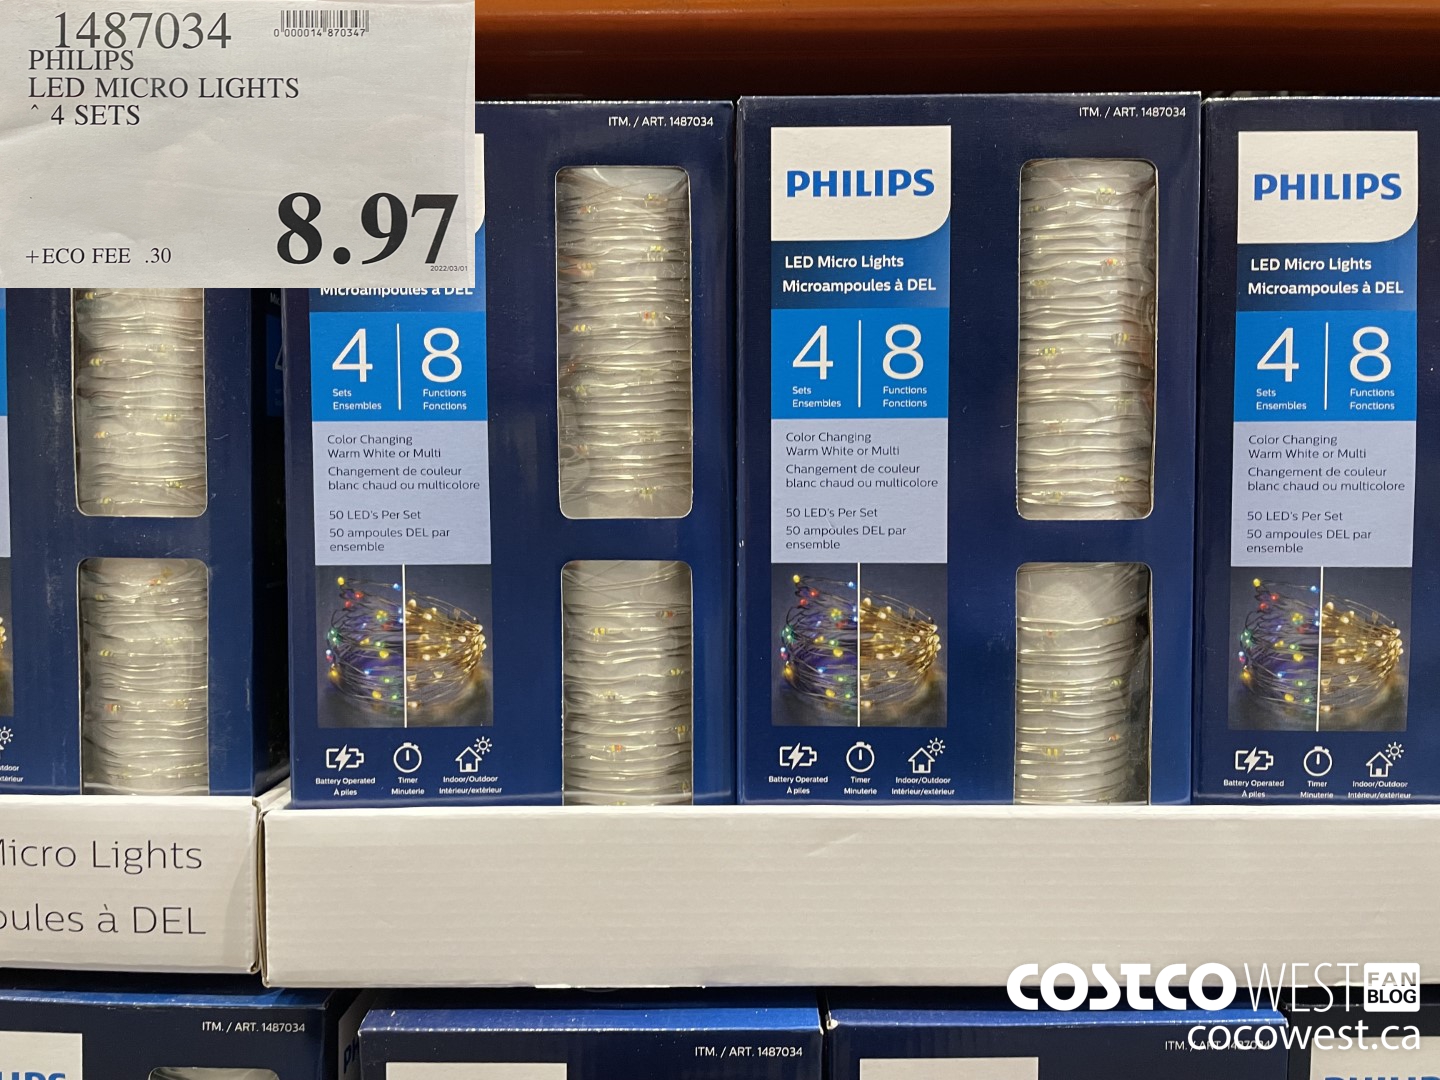 1487034
0"000014"870347"
PHILIPS
LED MICRO LIGHTS
^ 4 SETS
+ECO FEE .30
8.97
2022/03/01
Microampoules à DEL
4
Sets
Ensembles
8
Functions
Fonctions
Color Changing
Warm White or Multi
Changement de couleur
blanc chaud ou multicolore
50 LED's Per Set
50 ampoules DEL par
ensemble
Battery Operated
À piles
Timer
Minuterie
Indoor/Outdoor
Intérieur/extérieur
ITM. / ART. 1487034
ITM. / ART. 1487034
PHILIPS
LED Micro Lights
Microampoules à DEL
4
Sets
Ensembles
8
Functions
Fonctions
Color Changing
Warm White or Multi
Changement de couleur
blanc chaud ou multicolore
50 LED's Per Set
50 ampoules DEL par
ensemble
Battery Operated
À piles
Timer
Minuterie
Indoor/Outdoor
Intérieur/extérieur
PHILIPS
LED Micro Lights
Microampoules à DEL
4
Sets
Ensembles
8
Functions
Fonctions
Color Changing
Warm White or Multi
Changement de couleur
blanc chaud ou multicolore
50 LED's Per Set
50 ampoules DEL par
ensemble
Battery Operated
À piles
Timer
Minuterie
Indoor/Outdoor
Intérieur/extérieur
Micro Lights
oules à DEL
ITM. / ART. 1487034
ITM. / ART. 1487034
ITM. / ART. 1487034
COSTCO WEST FAN BLOG
cocowest.ca